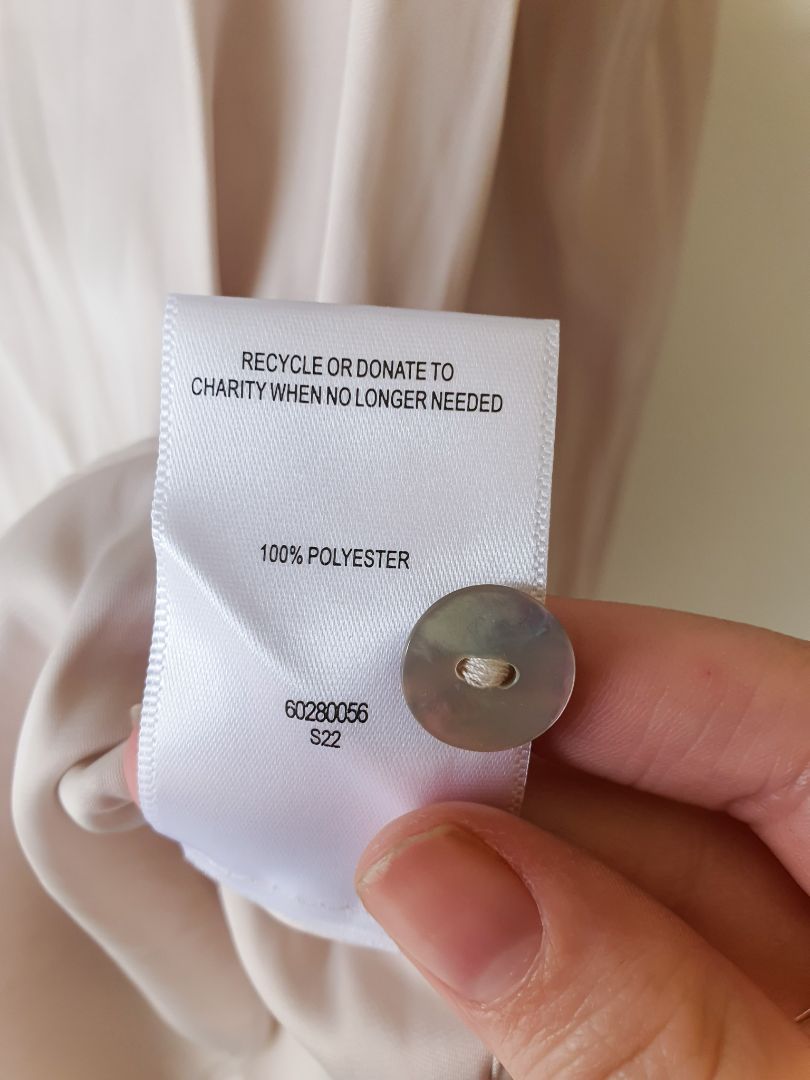 RECYCLE OR DONATE TO
CHARITY WHEN NO LONGER NEEDED
100% POLYESTER
60280056
S22